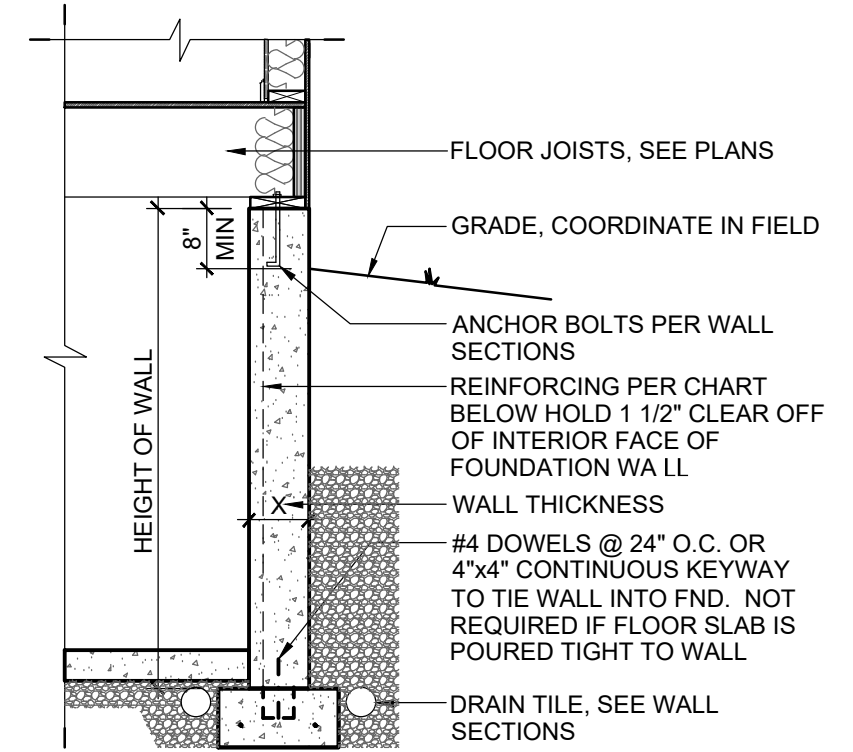 FLOOR JOISTS, SEE PLANS
8"
MIN
GRADE, COORDINATE IN FIELD
ANCHOR BOLTS PER WALL
SECTIONS
HEIGHT OF WALL
REINFORCING PER CHART
BELOW HOLD 1 1/2" CLEAR OFF
OF INTERIOR FACE OF
FOUNDATION WA LL
X
WALL THICKNESS
#4 DOWELS @ 24" O.C. OR
4"x4" CONTINUOUS KEYWAY
TO TIE WALL INTO FND. NOT
REQUIRED IF FLOOR SLAB IS
POURED TIGHT TO WALL
DRAIN TILE, SEE WALL
SECTIONS